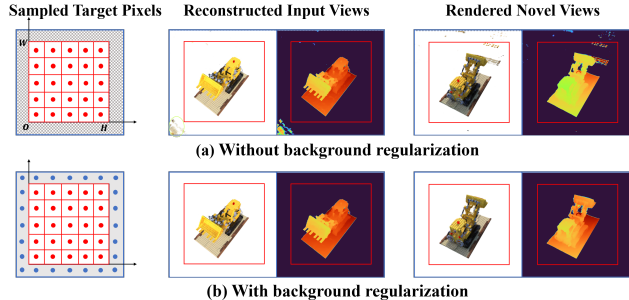 Sampled Target Pixels Reconstructed Input Views Rendered Novel Views
W
O H
(a) Without background regularization
(b) With background regularization